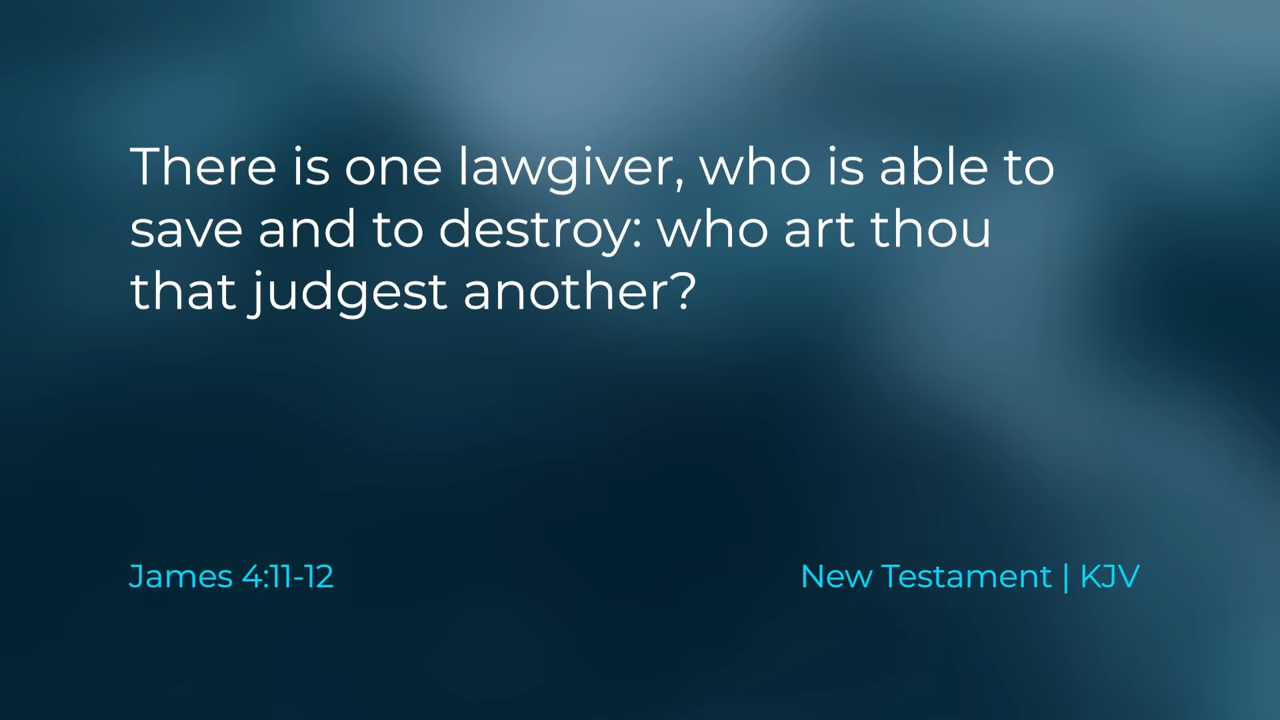 There is one lawgiver, who is able to
save and to destroy: who art thou
that judgest another?
James 4:11-12
New Testament | KJV